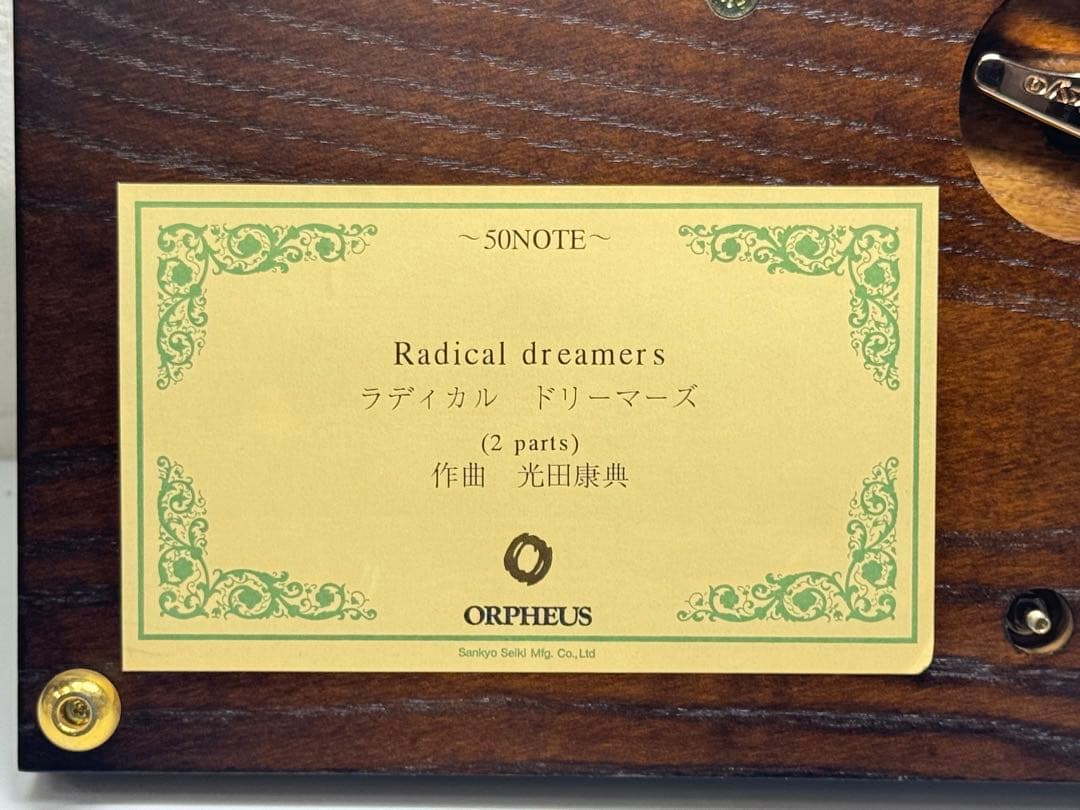 ～50NOTE～
Radical dreamers
ラディカル　ドリーマーズ
(2 parts)
作曲　光田康典
ORPHEUS
Sankyo Seiki Mfg. Co.,Ltd